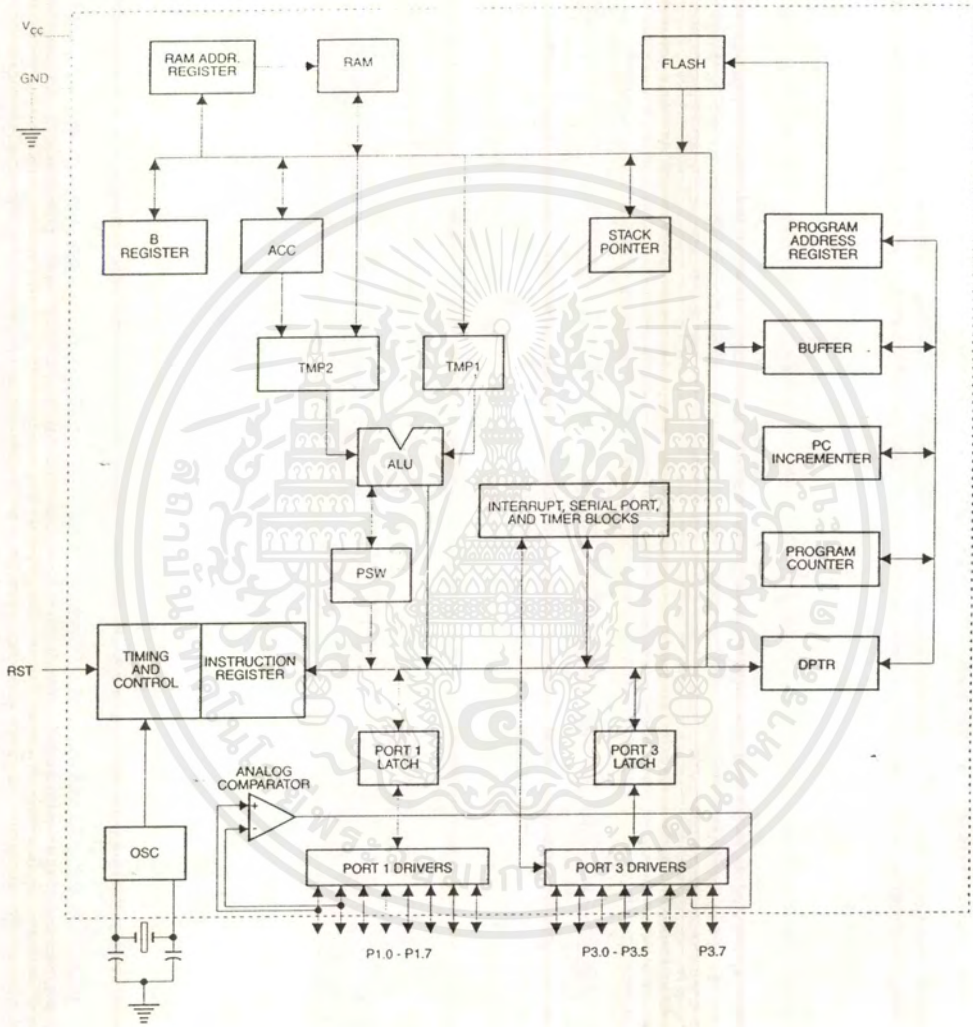 VCC
GND
RAM ADDR.
REGISTER
RAM
FLASH
B
REGISTER
ACC
STACK
POINTER
PROGRAM
ADDRESS
REGISTER
TMP2
TMP1
BUFFER
ALU
PC
INCREMENTER
INTERRUPT, SERIAL PORT,
AND TIMER BLOCKS
PSW
PROGRAM
COUNTER
RST
TIMING
AND
CONTROL
INSTRUCTION
REGISTER
DPTR
PORT 1
LATCH
PORT 3
LATCH
ANALOG
COMPARATOR
+
-
OSC
PORT 1 DRIVERS
PORT 3 DRIVERS
P1.0 - P1.7
P3.0 - P3.5
P3.7